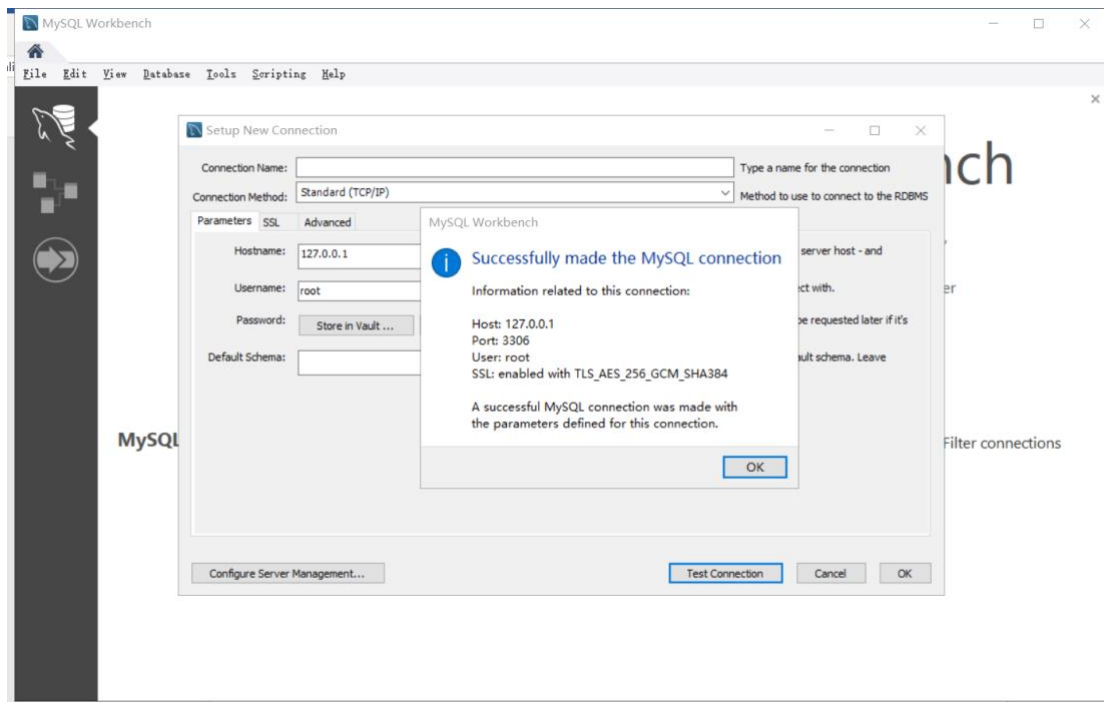 MySQL Workbench
File Edit View Database Tools Scripting Help
Setup New Connection
nch
Connection Name: Type a name for the connection
Connection Method: Standard (TCP/IP) Method to use to connect to the RDBMS
Parameters SSL Advanced
MySQL Workbench
Hostname: 127.0.0.1 server host - and
Successfully made the MySQL connection
Username: root ect with. er
Information related to this connection:
Password: Store in Vault ... be requested later if it's
Host: 127.0.0.1
Port: 3306
Default Schema: ault schema. Leave
User: root
SSL: enabled with TLS_AES_256_GCM_SHA384
A successful MySQL connection was made with
the parameters defined for this connection.
MySQL Filter connections
OK
Configure Server Management... Test Connection Cancel OK